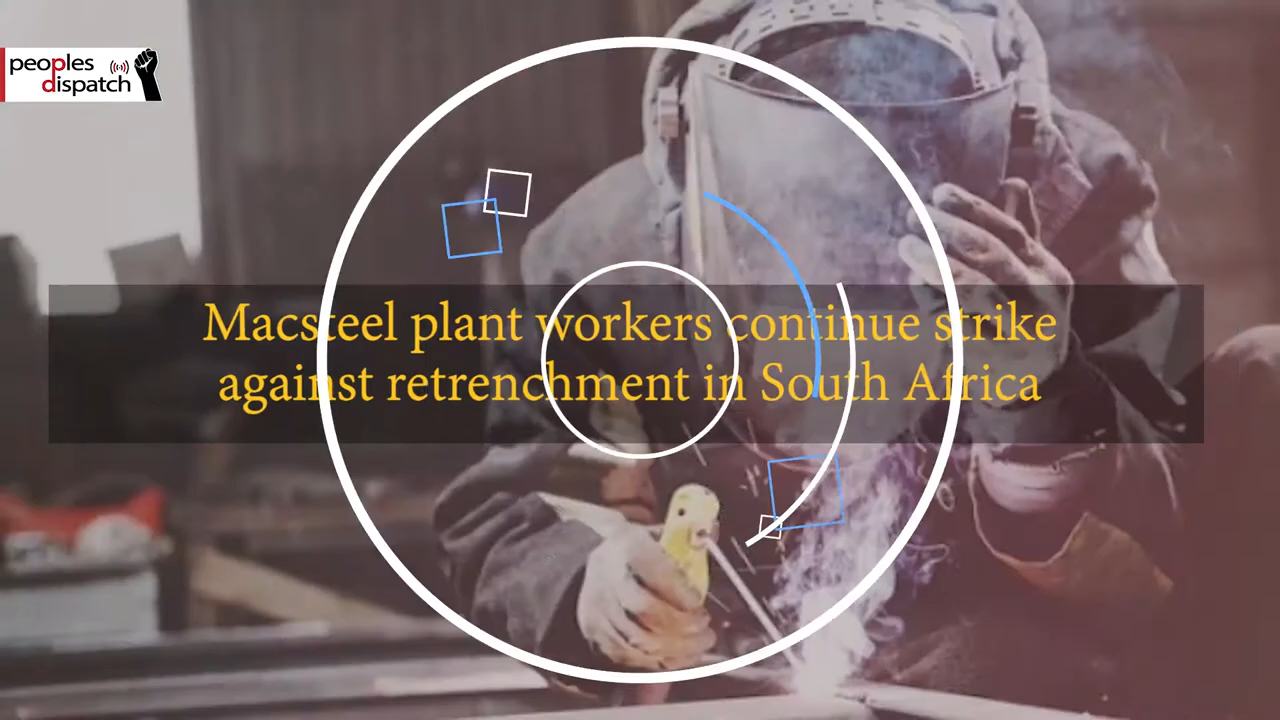 peoples
dispatch
Macsteel plant workers continue strike
against retrenchment in South Africa